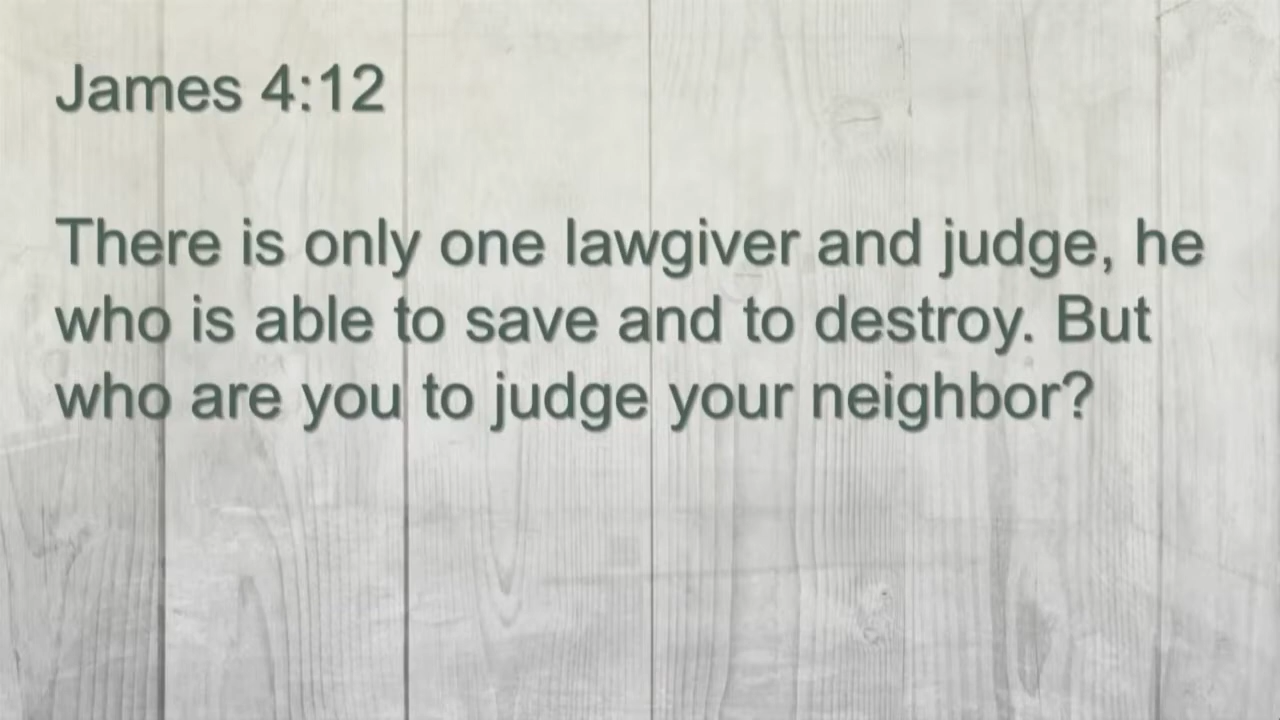 James 4:12
There is only one lawgiver and judge, he
who is able to save and to destroy. But
who are you to judge your neighbor?